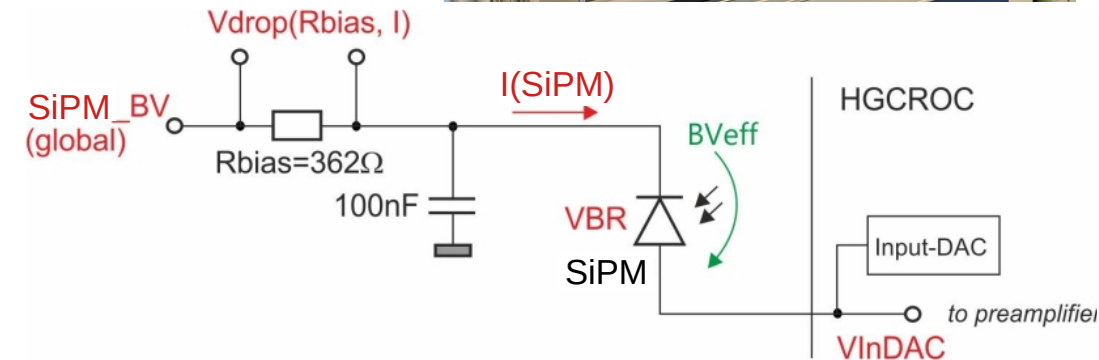 Vdrop(Rbias, I)
SiPM_BV
(global)
Rbias=362Ω
100nF
I(SiPM)
BVeff
VBR
SiPM
HGCROC
Input-DAC
to preamplifier
VInDAC